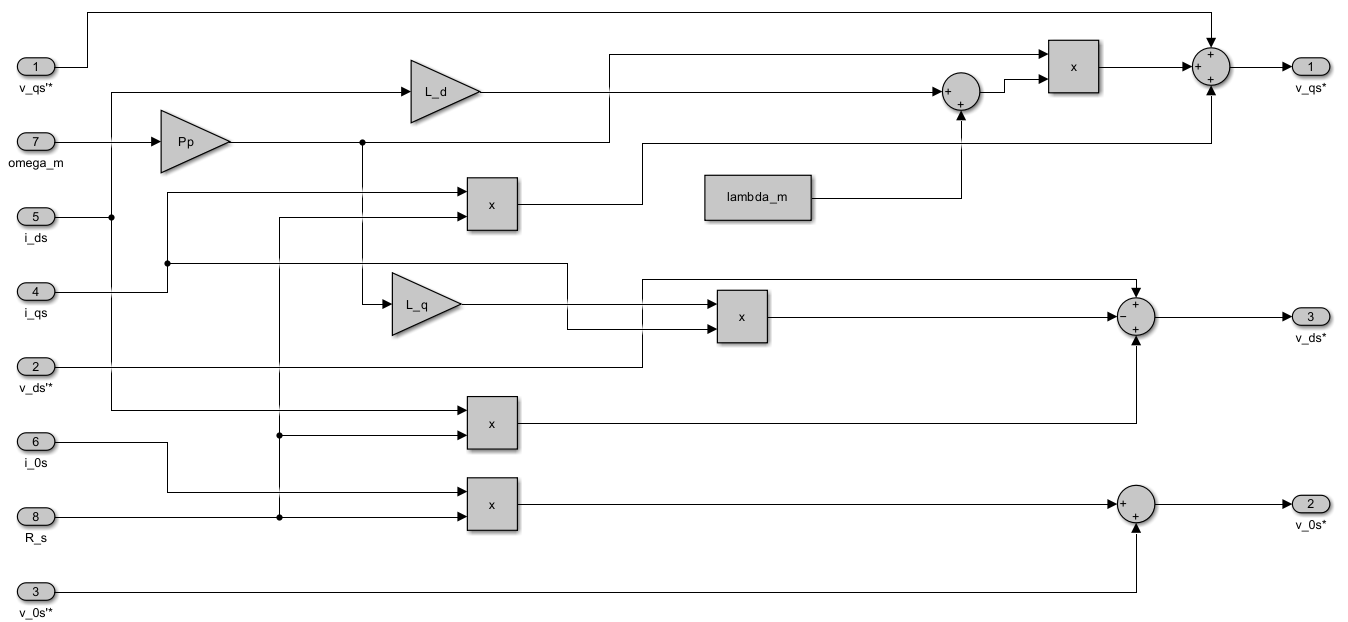 1
v_qs'*
L_d
+
+
x
+
+
+
1
v_qs*
7
omega_m
Pp
5
i_ds
x
lambda_m
4
i_qs
L_q
x
+
−
+
3
v_ds*
2
v_ds'*
x
6
i_0s
8
R_s
x
+
+
2
v_0s*
3
v_0s'*